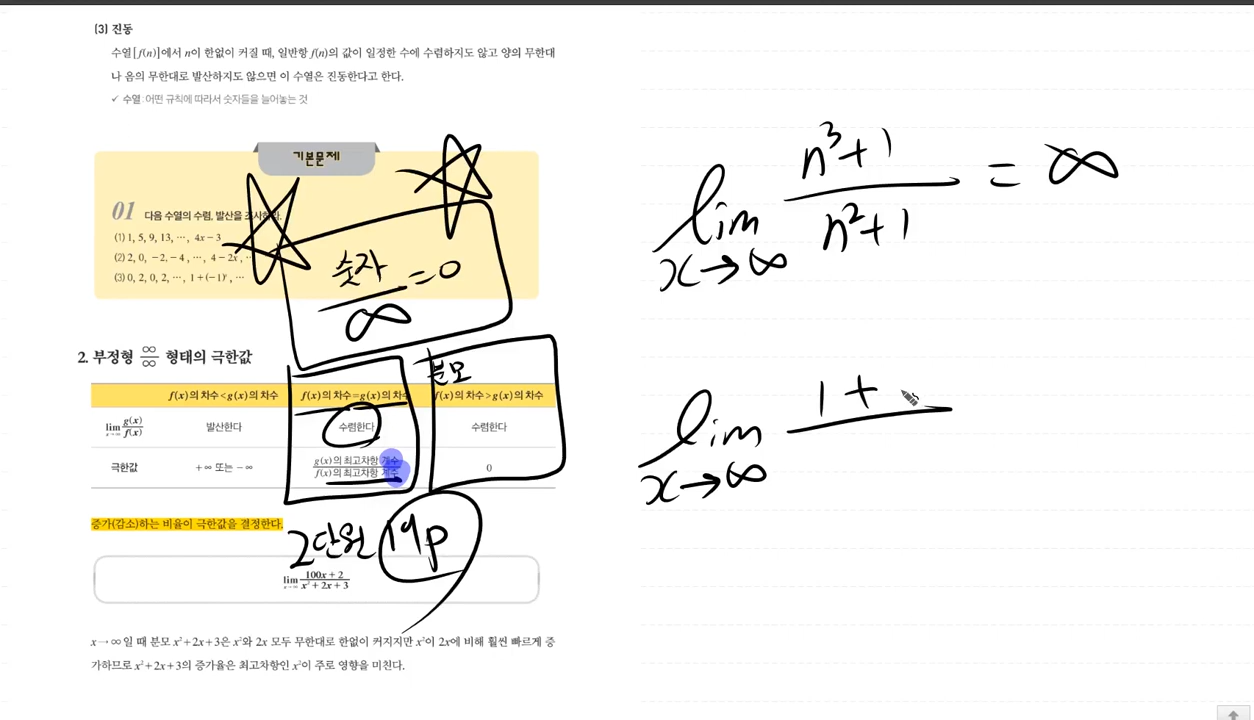 (3) 진동
수열 [f(n)]에서 n이 한없이 커질 때, 일반항 f(n)의 값이 일정한 수에 수렴하지도 않고 양의 무한대
나 음의 무한대로 발산하지도 않으면 이 수열은 진동한다고 한다.
✓ 수열 : 어떤 규칙에 따라서 숫자들을 늘어놓는 것
기본문제
01 다음 수열의 수렴, 발산을 조사하라.
(1) 1, 5, 9, 13, ⋯, 4x−3
(2) 2, 0, −2, −4, ⋯, 4−2x, ⋯
(3) 0, 2, 0, 2, ⋯, 1+(−1)ⁿ, ⋯
숫자/∞ = 0
2. 부정형 ∞/∞ 형태의 극한값
분모
f(x)의 차수<g(x)의 차수 f(x)의 차수=g(x)의 차수 f(x)의 차수>g(x)의 차수
lim x→∞ g(x)/f(x) 발산한다 수렴한다 수렴한다
극한값 +∞ 또는 −∞ g(x)의 최고차항 계수/f(x)의 최고차항 계수 0
증가(감소)하는 비율이 극한값을 결정한다.
2단원 19p
lim x→∞ 100x+2/x²+2x+3
x→∞일 때 분모 x²+2x+3은 x²와 2x 모두 무한대로 한없이 커지지만 x²이 2x에 비해 훨씬 빠르게 증
가하므로 x²+2x+3의 증가율은 최고차항인 x²이 주로 영향을 미친다.
lim x→∞ n³+1/n²+1 = ∞
lim x→∞ 1+